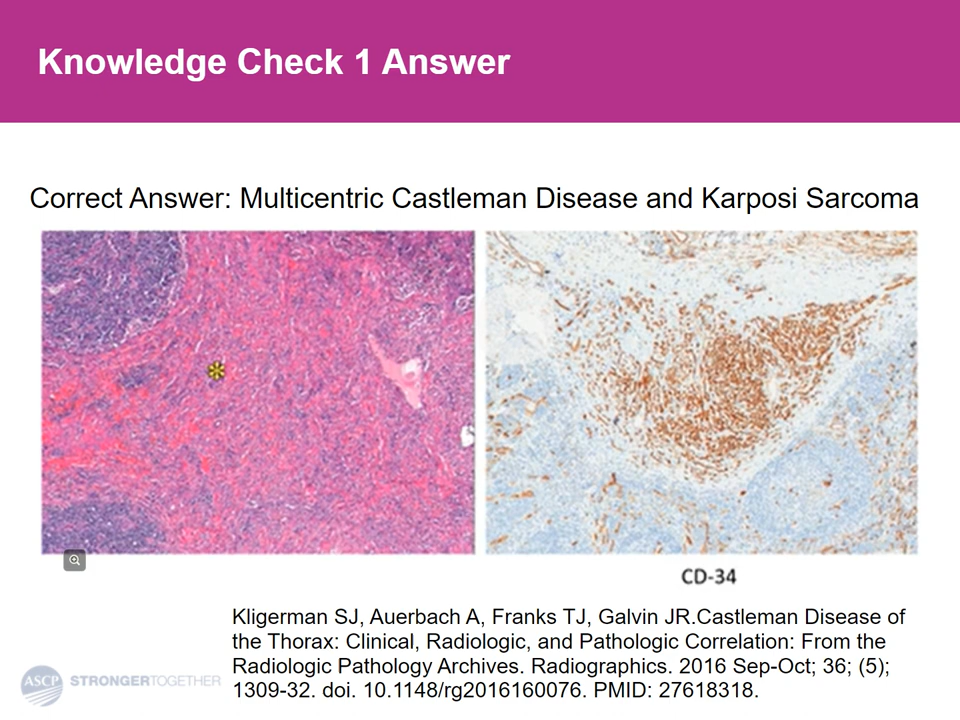 Knowledge Check 1 Answer
Correct Answer: Multicentric Castleman Disease and Karposi Sarcoma
CD-34
Kligerman SJ, Auerbach A, Franks TJ, Galvin JR.Castleman Disease of
the Thorax: Clinical, Radiologic, and Pathologic Correlation: From the
Radiologic Pathology Archives. Radiographics. 2016 Sep-Oct; 36; (5);
1309-32. doi. 10.1148/rg2016160076. PMID: 27618318.
ASCP STRONGERTOGETHER